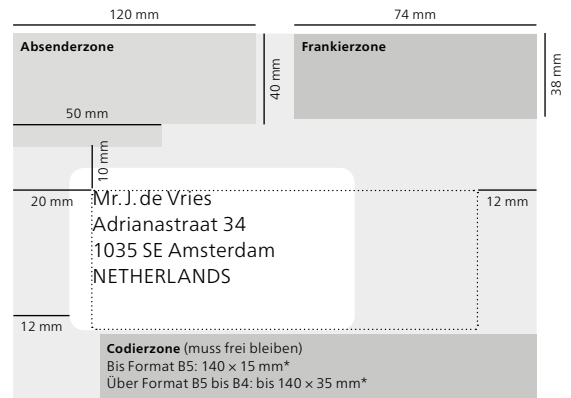 120 mm
74 mm
Absenderzone
Frankierzone
40 mm
38 mm
50 mm
10 mm
20 mm
12 mm
Mr. J. de Vries
Adrianastraat 34
1035 SE Amsterdam
NETHERLANDS
12 mm
Codierzone (muss frei bleiben)
Bis Format B5: 140 × 15 mm*
Über Format B5 bis B4: bis 140 × 35 mm*